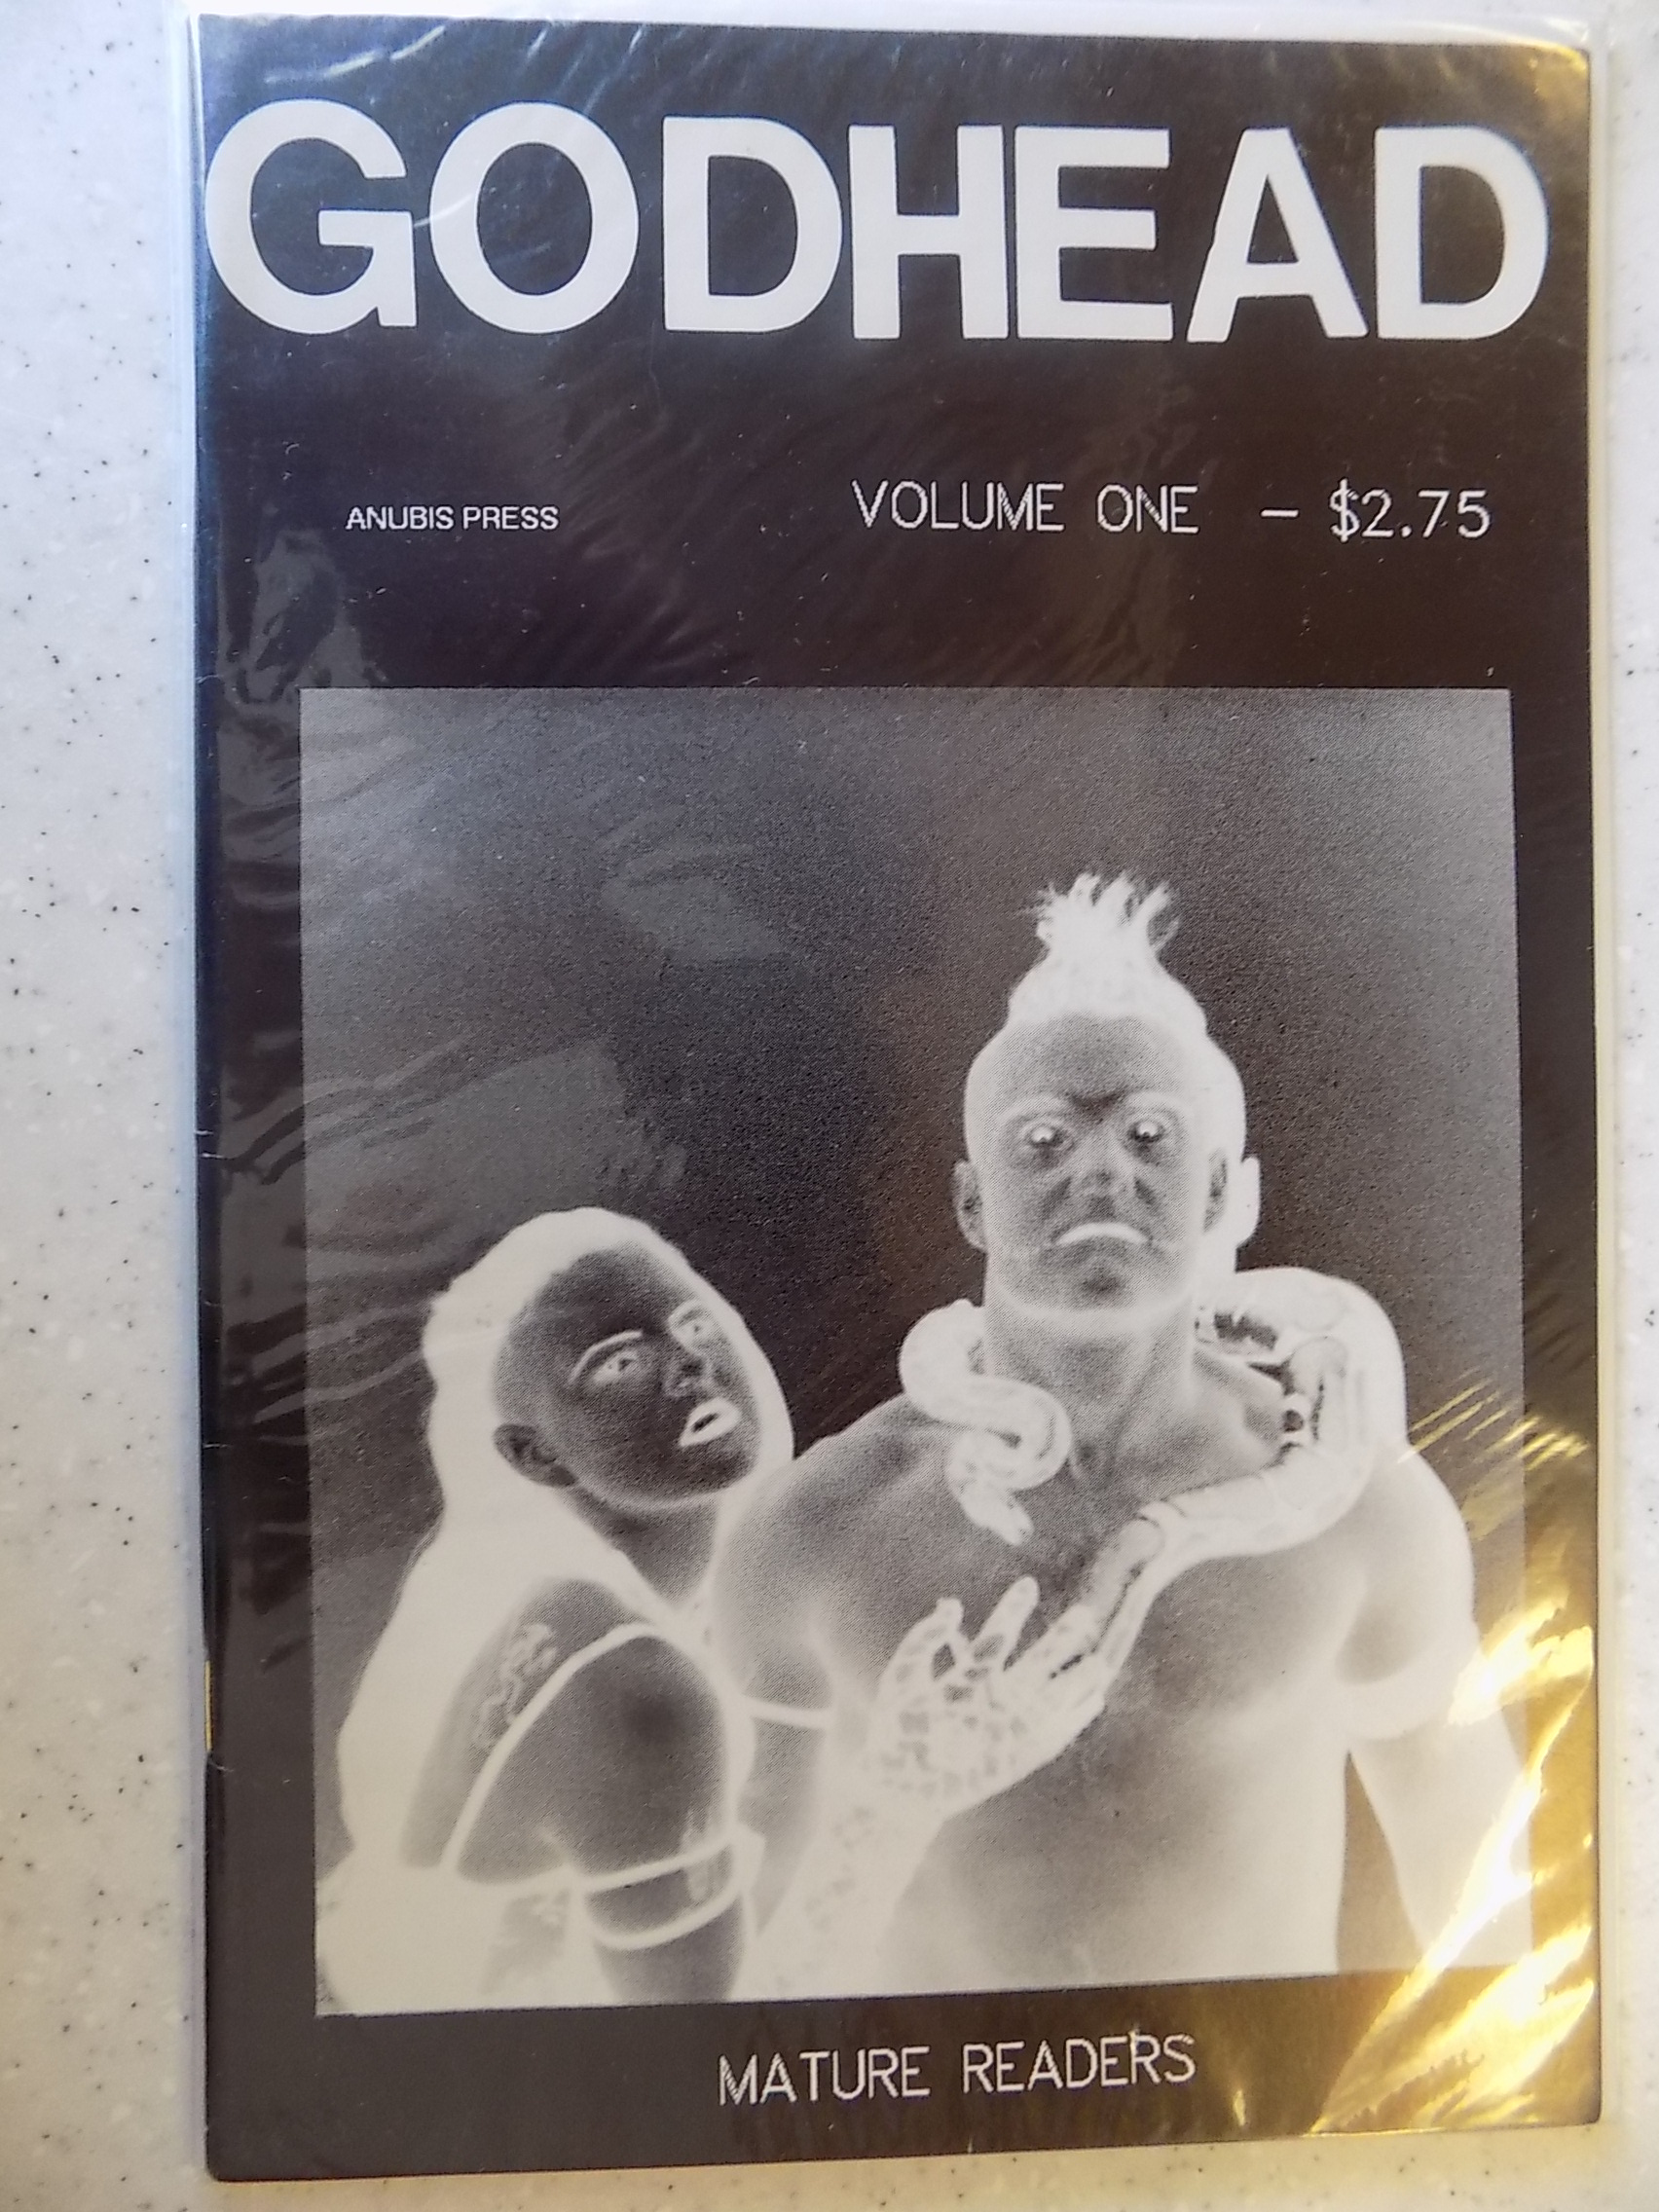 GODHEAD
ANUBIS PRESS
VOLUME ONE - $2.75
MATURE READERS